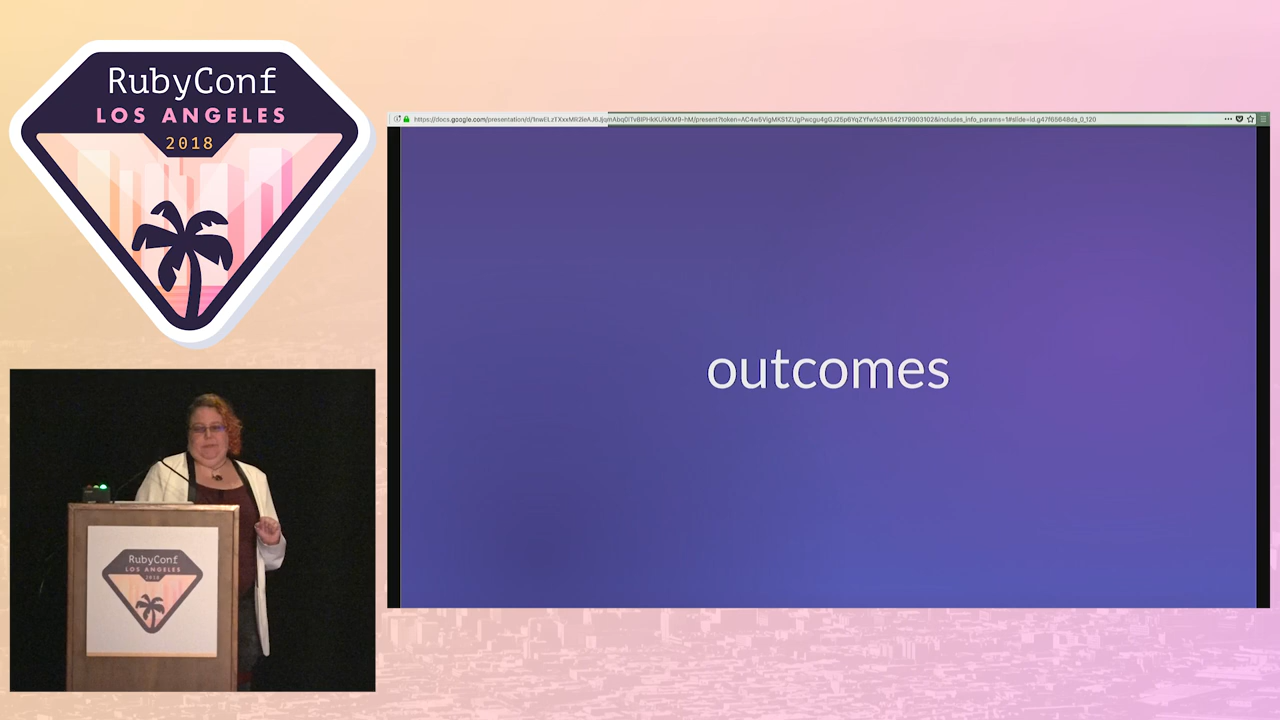 RubyConf
LOS ANGELES
2018
outcomes
RubyConf
LOS ANGELES
2018